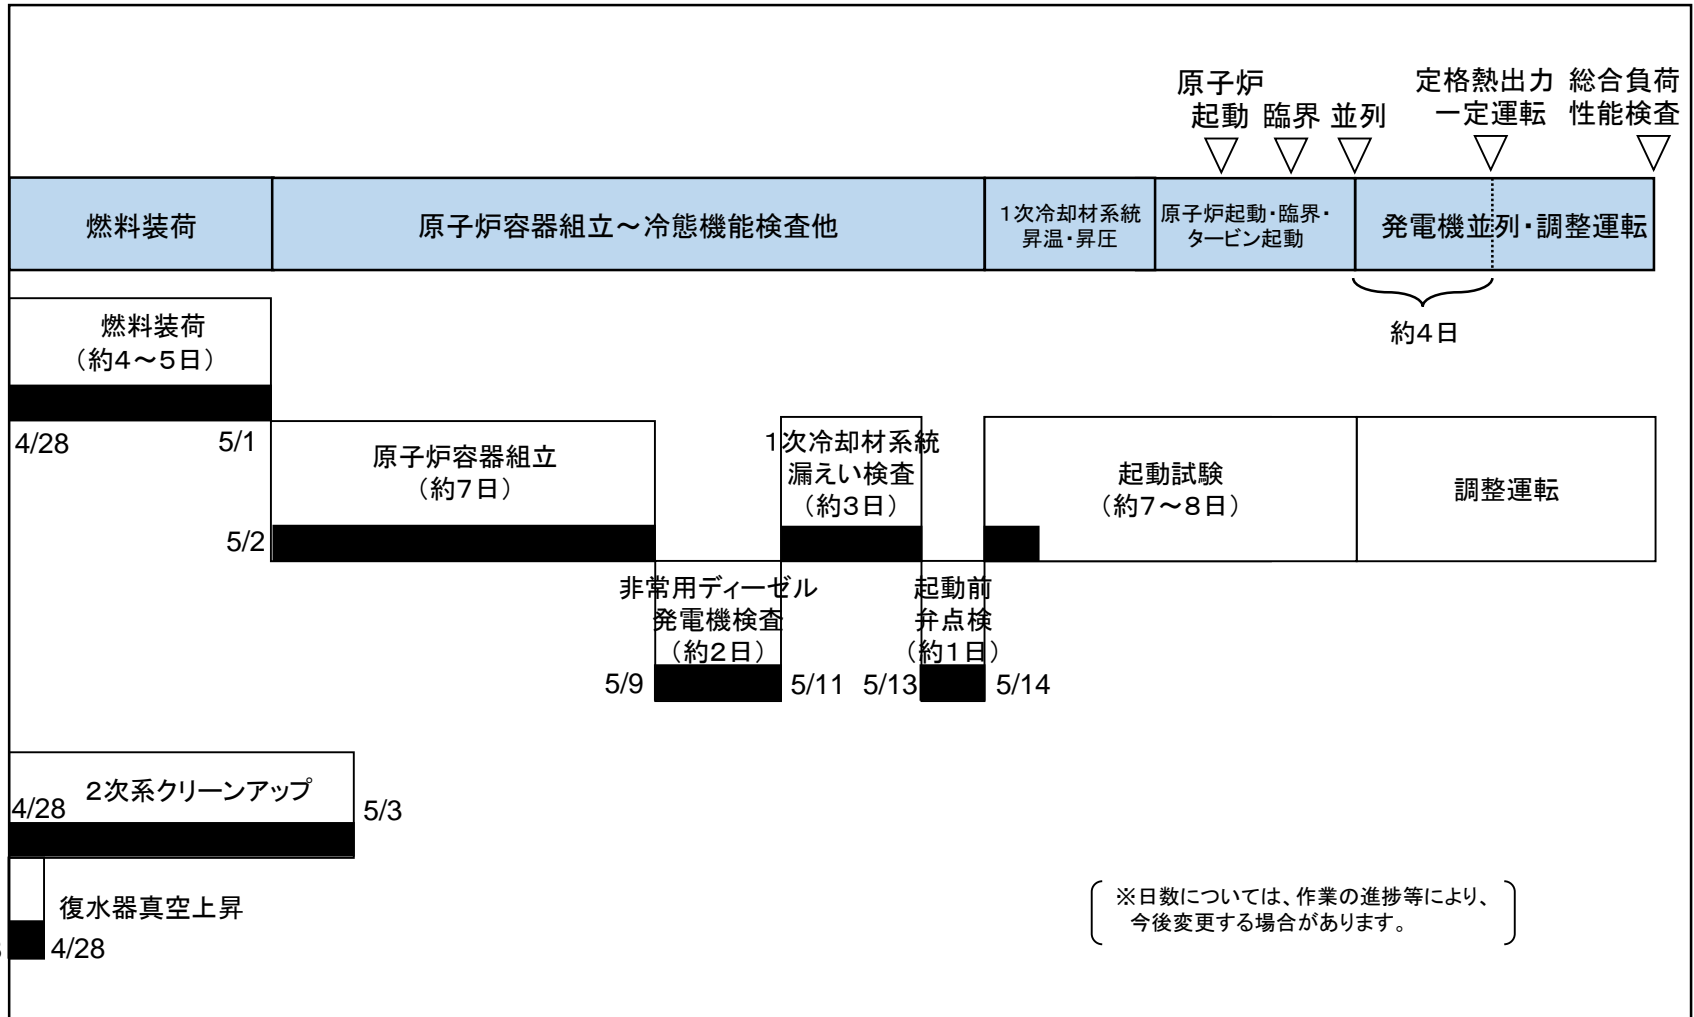 原子炉
起動
臨界
並列
定格熱出力
一定運転
総合負荷
性能検査
燃料装荷
原子炉容器組立～冷態機能検査他
１次冷却材系統
昇温・昇圧
原子炉起動・臨界・
タービン起動
発電機並列・調整運転
約４日
燃料装荷
（約４～５日）
4/28
5/1
原子炉容器組立
（約７日）
5/2
１次冷却材系統
漏えい検査
（約３日）
起動試験
（約７～８日）
調整運転
非常用ディーゼル
発電機検査
（約２日）
起動前
弁点検
（約１日）
5/9
5/11
5/13
5/14
２次系クリーンアップ
4/28
5/3
復水器真空上昇
4/28
※日数については、作業の進捗等により、
今後変更する場合があります。